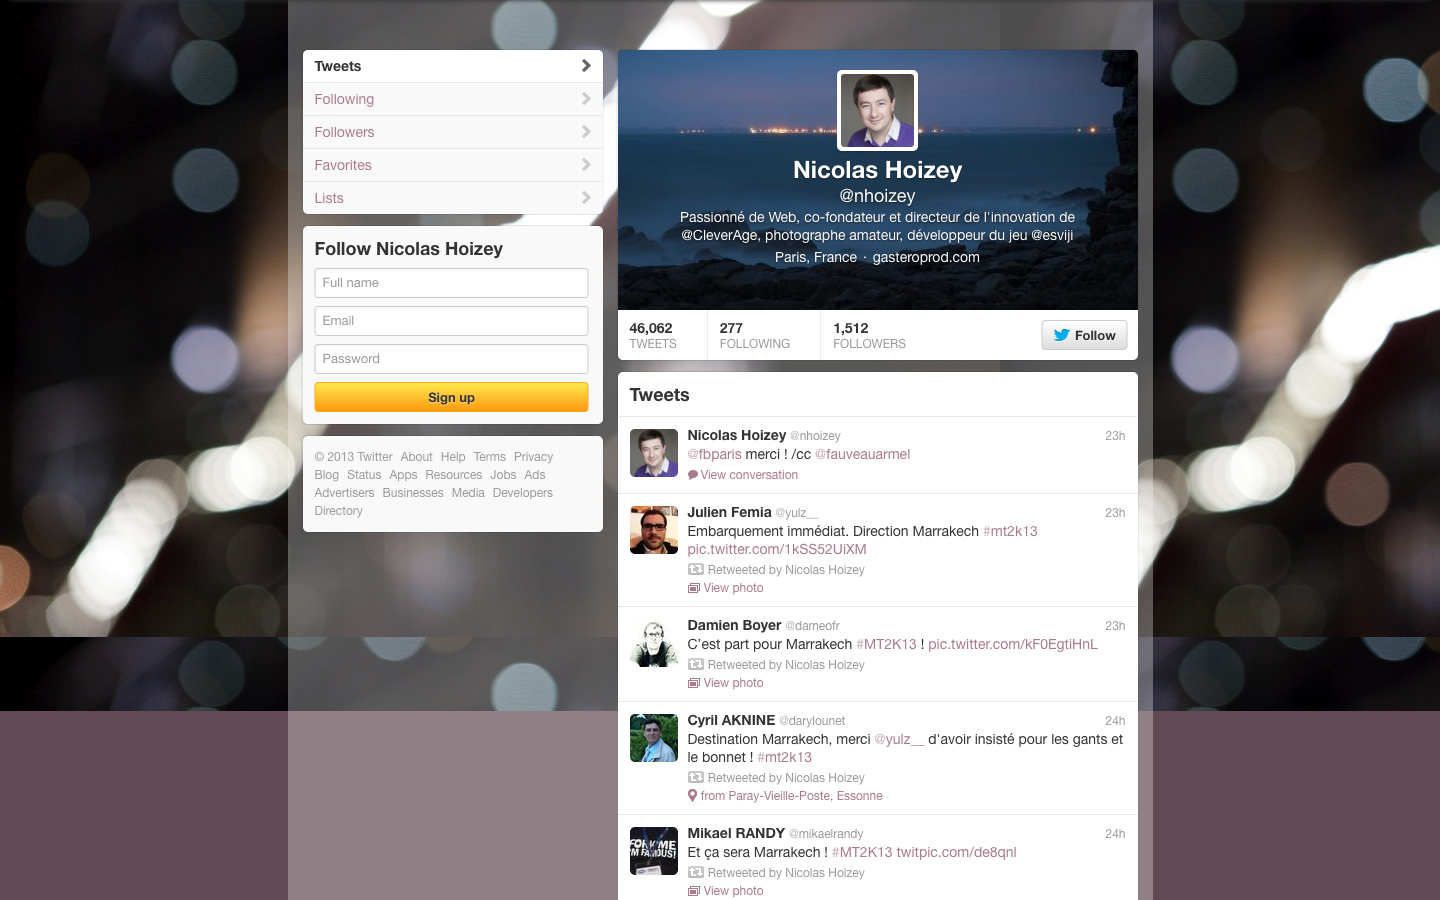 Tweets
Following
Followers
Favorites
Lists
Follow Nicolas Hoizey
Full name
Email
Password
Sign up
© 2013 Twitter About Help Terms Privacy
Blog Status Apps Resources Jobs Ads
Advertisers Businesses Media Developers
Directory
Nicolas Hoizey
@nhoizey
Passionné de Web, co-fondateur et directeur de l'innovation de
@CleverAge, photographe amateur, développeur du jeu @esviji
Paris, France · gasteroprod.com
46,062
TWEETS
277
FOLLOWING
1,512
FOLLOWERS
Follow
Tweets
Nicolas Hoizey @nhoizey 23h
@fbparis merci ! /cc @fauveauarmel
View conversation
Julien Femia @yulz__ 23h
Embarquement immédiat. Direction Marrakech #mt2k13
pic.twitter.com/1kSS52UiXM
Retweeted by Nicolas Hoizey
View photo
Damien Boyer @dameofr 23h
C'est part pour Marrakech #MT2K13 ! pic.twitter.com/kF0EgtiHnL
Retweeted by Nicolas Hoizey
View photo
Cyril AKNINE @darylounet 24h
Destination Marrakech, merci @yulz__ d'avoir insisté pour les gants et
le bonnet ! #mt2k13
Retweeted by Nicolas Hoizey
from Paray-Vieille-Poste, Essonne
Mikael RANDY @mikaelrandy 24h
Et ça sera Marrakech ! #MT2K13 twitpic.com/de8qnl
Retweeted by Nicolas Hoizey
View photo
FORK ME
I'M FAMOUS!